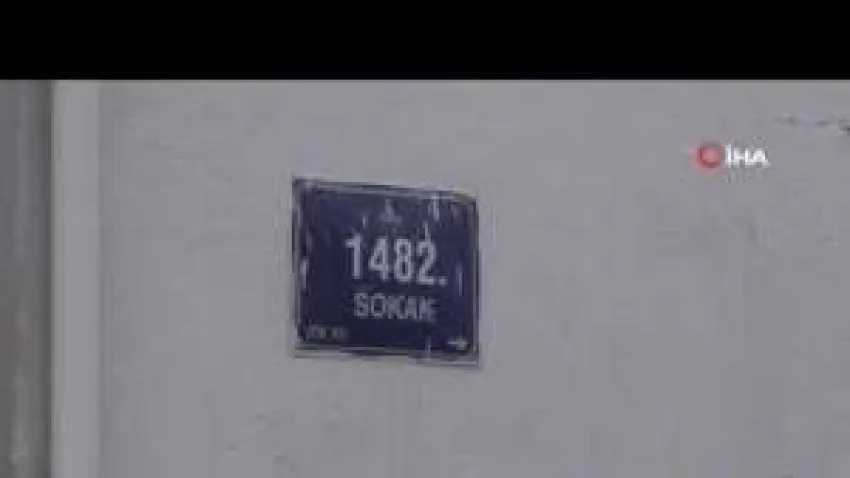 İHA
1482.
SOKAK